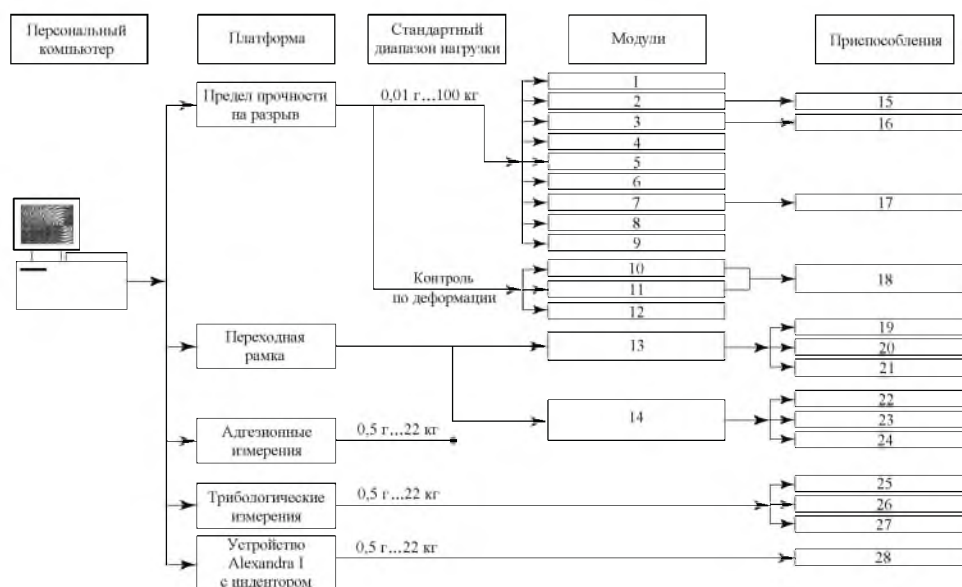 Персональный
компьютер
Платформа
Стандартный
диапазон нагрузки
Модули
Приспособления
Предел прочности
на разрыв
0,01 г...100 кг
1
2
3
4
5
6
7
8
9
15
16
17
Контроль
по деформации
10
11
12
18
Переходная
рамка
13
14
19
20
21
22
23
24
Адгезионные
измерения
0,5 г...22 кг
Трибологические
измерения
0,5 г...22 кг
25
26
27
Устройство
Alexandra I
с индентором
0,5 г...22 кг
28